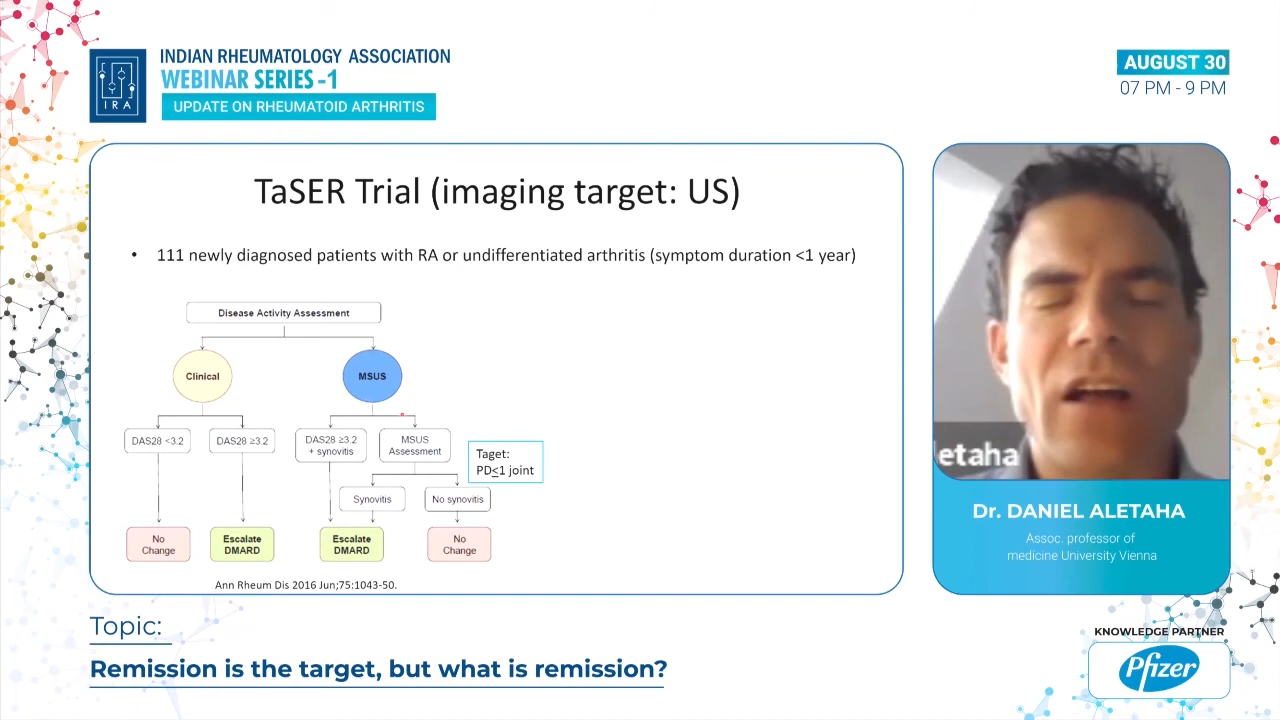 INDIAN RHEUMATOLOGY ASSOCIATION
WEBINAR SERIES -1
UPDATE ON RHEUMATOID ARTHRITIS
IRA
AUGUST 30
07 PM - 9 PM
TaSER Trial (imaging target: US)
• 111 newly diagnosed patients with RA or undifferentiated arthritis (symptom duration <1 year)
Disease Activity Assessment
Clinical
MSUS
DAS28 <3.2
DAS28 ≥3.2
DAS28 ≥3.2
+ synovitis
MSUS
Assessment
Taget:
PD≤1 joint
Synovitis
No synovitis
No
Change
Escalate
DMARD
Escalate
DMARD
No
Change
Ann Rheum Dis 2016 Jun;75:1043-50.
etaha
Dr. DANIEL ALETAHA
Assoc. professor of
medicine University Vienna
Topic:
Remission is the target, but what is remission?
KNOWLEDGE PARTNER
Pfizer